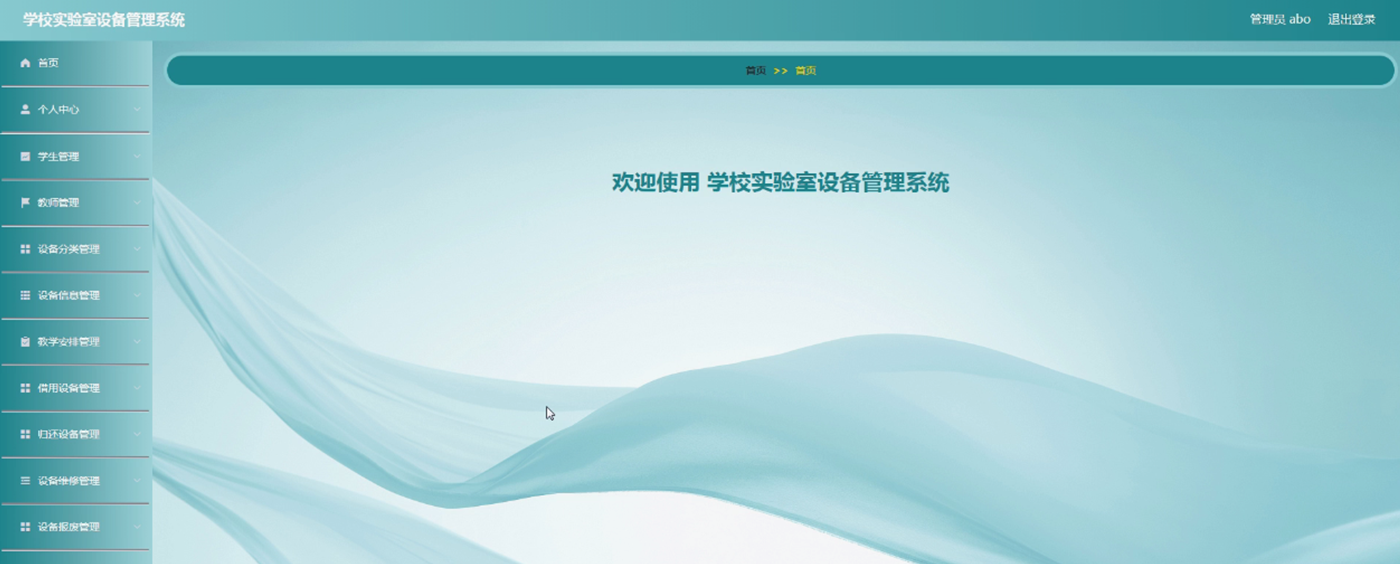 学校实验室设备管理系统
管理员 abo 退出登录
首页
个人中心
学生管理
教师管理
设备分类管理
设备信息管理
教学安排管理
借用设备管理
归还设备管理
设备维修管理
设备报废管理
首页 >> 首页
欢迎使用 学校实验室设备管理系统